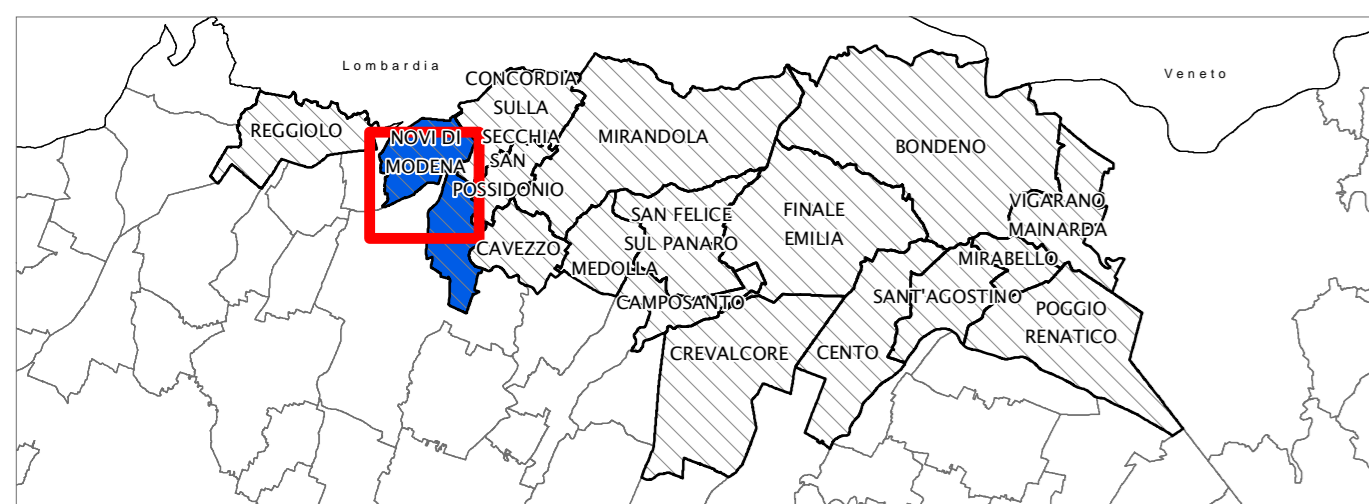 Lombardia
Veneto
CONCORDIA
SULLA
SECCHIA
REGGIOLO
NOVI DI
MODENA
MIRANDOLA
BONDENO
SAN
POSSIDONIO
SAN FELICE
SUL PANARO
FINALE
EMILIA
VIGARANO
MAINARDA
CAVEZZO
MEDOLLA
MIRABELLO
CAMPOSANTO
SANT'AGOSTINO
POGGIO
RENATICO
CREVALCORE
CENTO